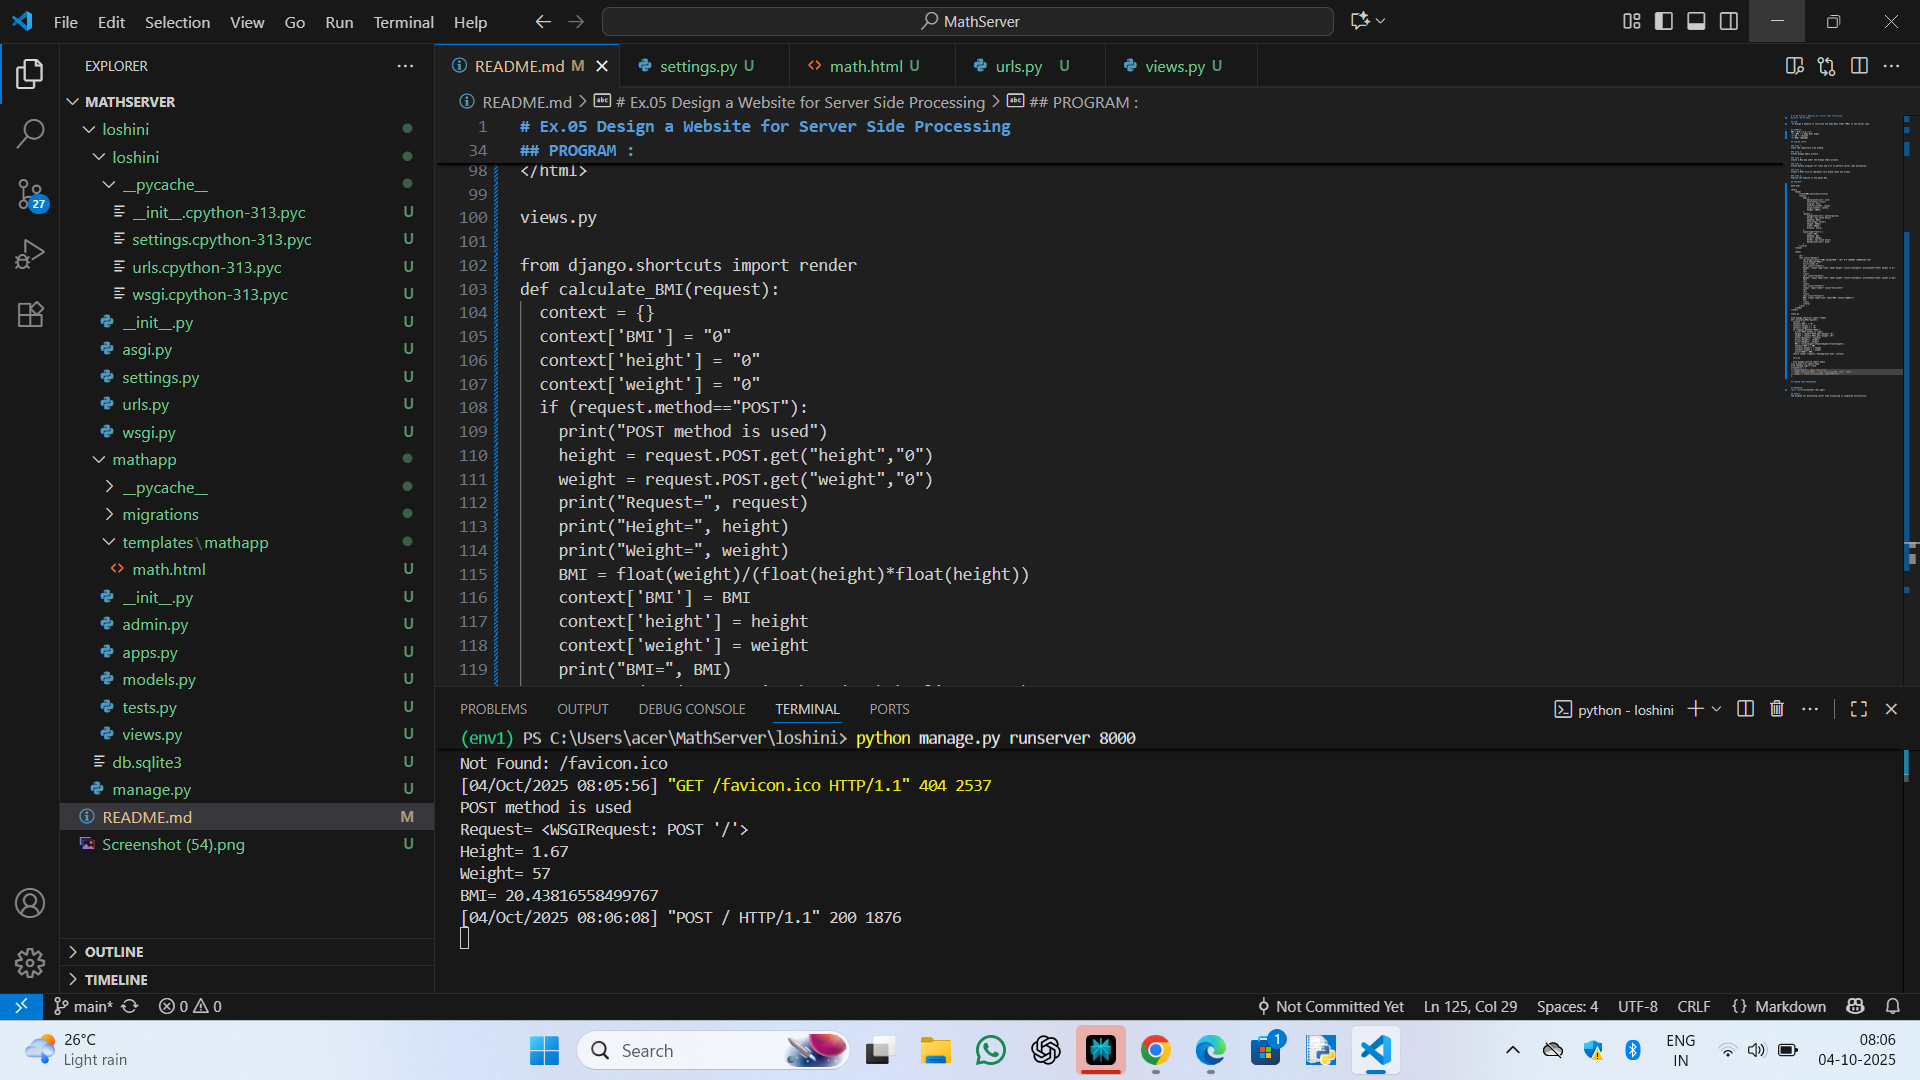 File Edit Selection View Go Run Terminal Help
MathServer
EXPLORER
MATHSERVER
loshini
loshini
__pycache__
__init__.cpython-313.pyc U
settings.cpython-313.pyc U
urls.cpython-313.pyc U
wsgi.cpython-313.pyc U
__init__.py U
asgi.py U
settings.py U
urls.py U
wsgi.py U
mathapp
__pycache__
migrations
templates\mathapp
math.html U
__init__.py U
admin.py U
apps.py U
models.py U
tests.py U
views.py U
db.sqlite3 U
manage.py U
README.md M
Screenshot (54).png U
OUTLINE
TIMELINE
27
README.md M settings.py U math.html U urls.py U views.py U
README.md > # Ex.05 Design a Website for Server Side Processing > ## PROGRAM :
1 # Ex.05 Design a Website for Server Side Processing
34 ## PROGRAM :
98 </html>
99
100 views.py
101
102 from django.shortcuts import render
103 def calculate_BMI(request):
104 context = {}
105 context['BMI'] = "0"
106 context['height'] = "0"
107 context['weight'] = "0"
108 if (request.method=="POST"):
109 print("POST method is used")
110 height = request.POST.get("height","0")
111 weight = request.POST.get("weight","0")
112 print("Request=", request)
113 print("Height=", height)
114 print("Weight=", weight)
115 BMI = float(weight)/(float(height)*float(height))
116 context['BMI'] = BMI
117 context['height'] = height
118 context['weight'] = weight
119 print("BMI=", BMI)
PROBLEMS OUTPUT DEBUG CONSOLE TERMINAL PORTS
python - loshini
(env1) PS C:\Users\acer\MathServer\loshini> python manage.py runserver 8000
Not Found: /favicon.ico
[04/Oct/2025 08:05:56] "GET /favicon.ico HTTP/1.1" 404 2537
POST method is used
Request= <WSGIRequest: POST '/'>
Height= 1.67
Weight= 57
BMI= 20.43816558499767
[04/Oct/2025 08:06:08] "POST / HTTP/1.1" 200 1876
main* 0 0
Not Committed Yet Ln 125, Col 29 Spaces: 4 UTF-8 CRLF {} Markdown
26°C
Light rain
Search
1
ENG
IN
08:06
04-10-2025